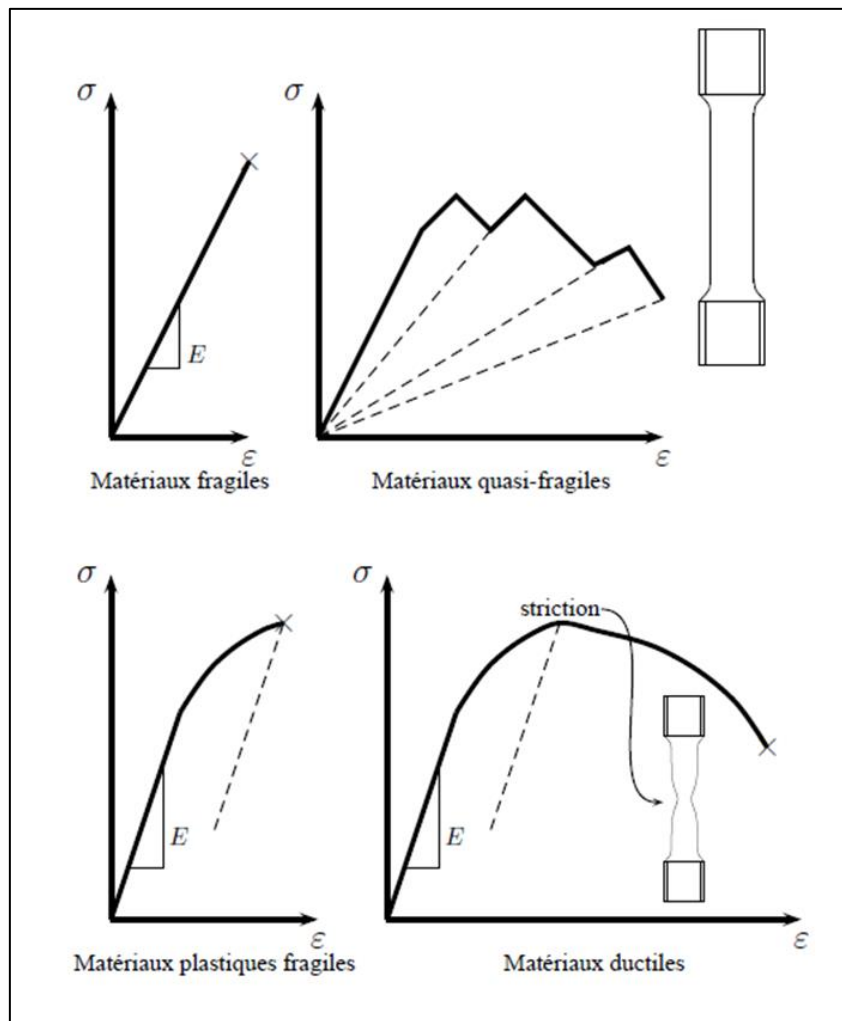 σ
σ
E
ε
ε
Matériaux fragiles
Matériaux quasi-fragiles
σ
σ
striction
E
E
ε
ε
Matériaux plastiques fragiles
Matériaux ductiles